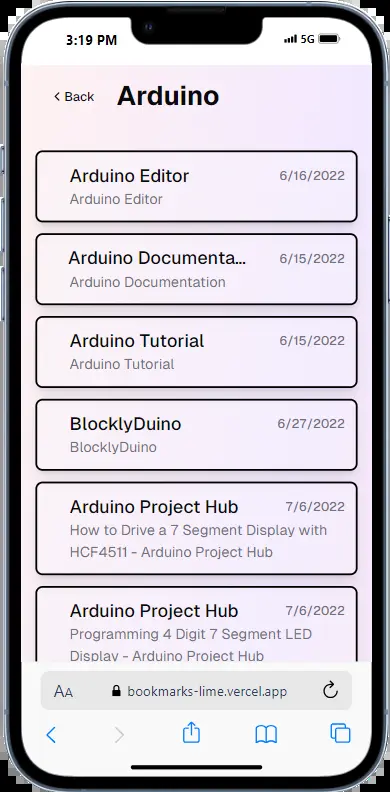 3:19 PM 5G
Back Arduino
Arduino Editor 6/16/2022
Arduino Editor
Arduino Documenta... 6/15/2022
Arduino Documentation
Arduino Tutorial 6/15/2022
Arduino Tutorial
BlocklyDuino 6/27/2022
BlocklyDuino
Arduino Project Hub 7/6/2022
How to Drive a 7 Segment Display with
HCF4511 - Arduino Project Hub
Arduino Project Hub 7/6/2022
Programming 4 Digit 7 Segment LED
Display - Arduino Project Hub
AA bookmarks-lime.vercel.app